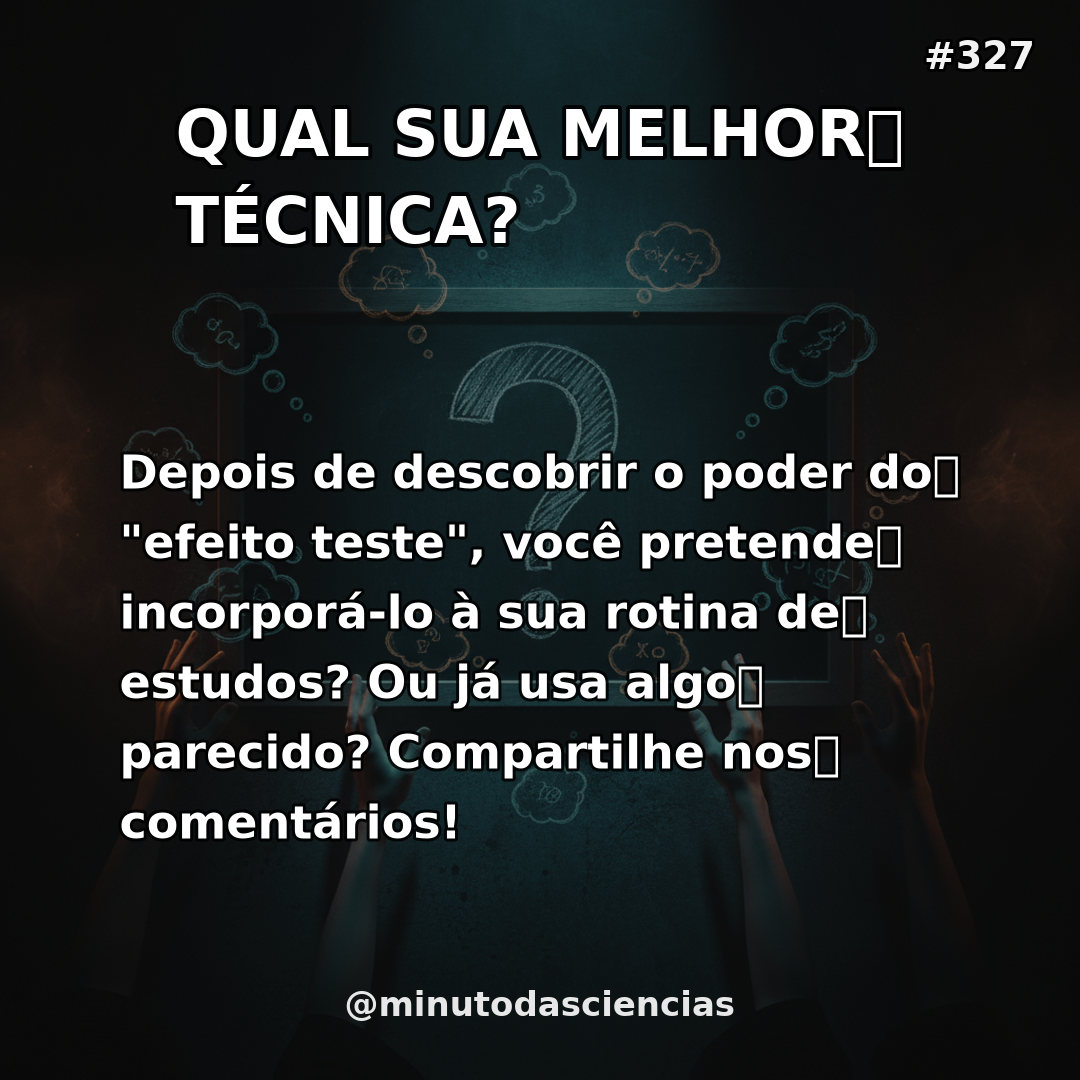 #327
QUAL SUA MELHOR
TÉCNICA?
Depois de descobrir o poder do
"efeito teste", você pretende
incorporá-lo à sua rotina de
estudos? Ou já usa algo
parecido? Compartilhe nos
comentários!
@minutodasciencias